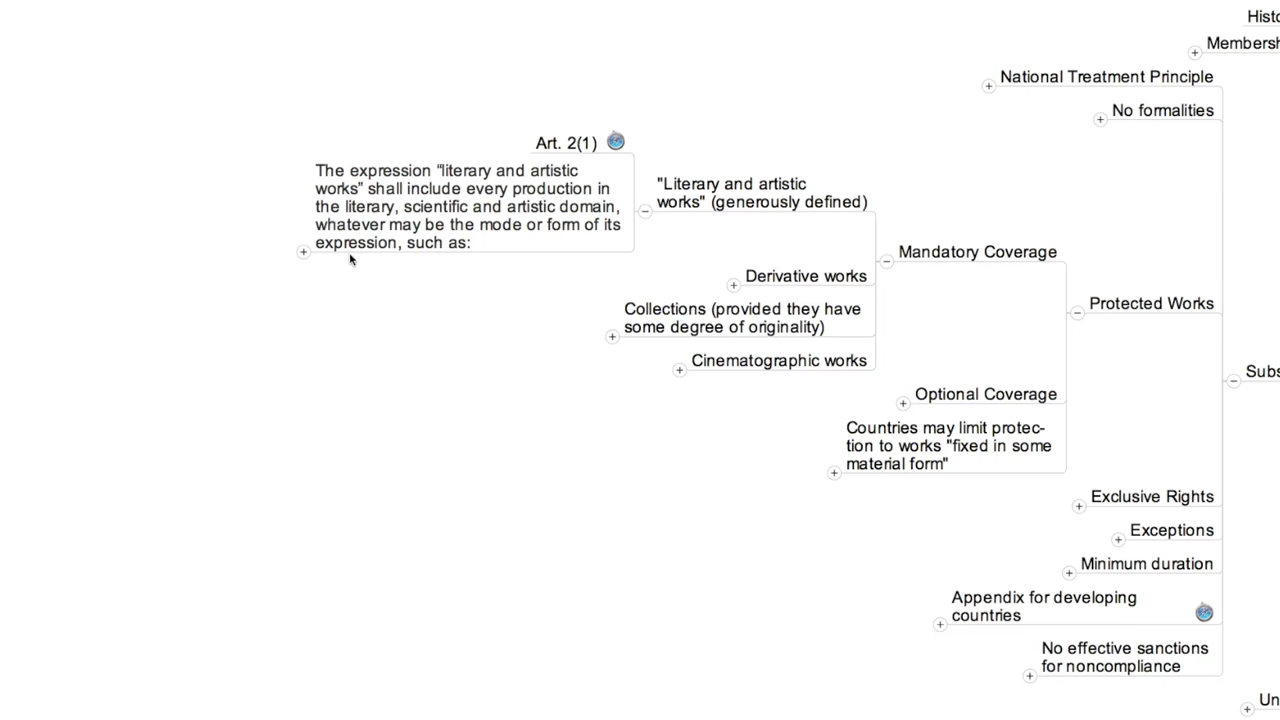 Histo
Membersh
National Treatment Principle
No formalities
Art. 2(1)
The expression “literary and artistic
works” shall include every production in
the literary, scientific and artistic domain,
whatever may be the mode or form of its
expression, such as:
"Literary and artistic
works" (generously defined)
Mandatory Coverage
Derivative works
Collections (provided they have
some degree of originality)
Cinematographic works
Protected Works
Optional Coverage
Countries may limit protec-
tion to works "fixed in some
material form"
Subs
Exclusive Rights
Exceptions
Minimum duration
Appendix for developing
countries
No effective sanctions
for noncompliance
Un